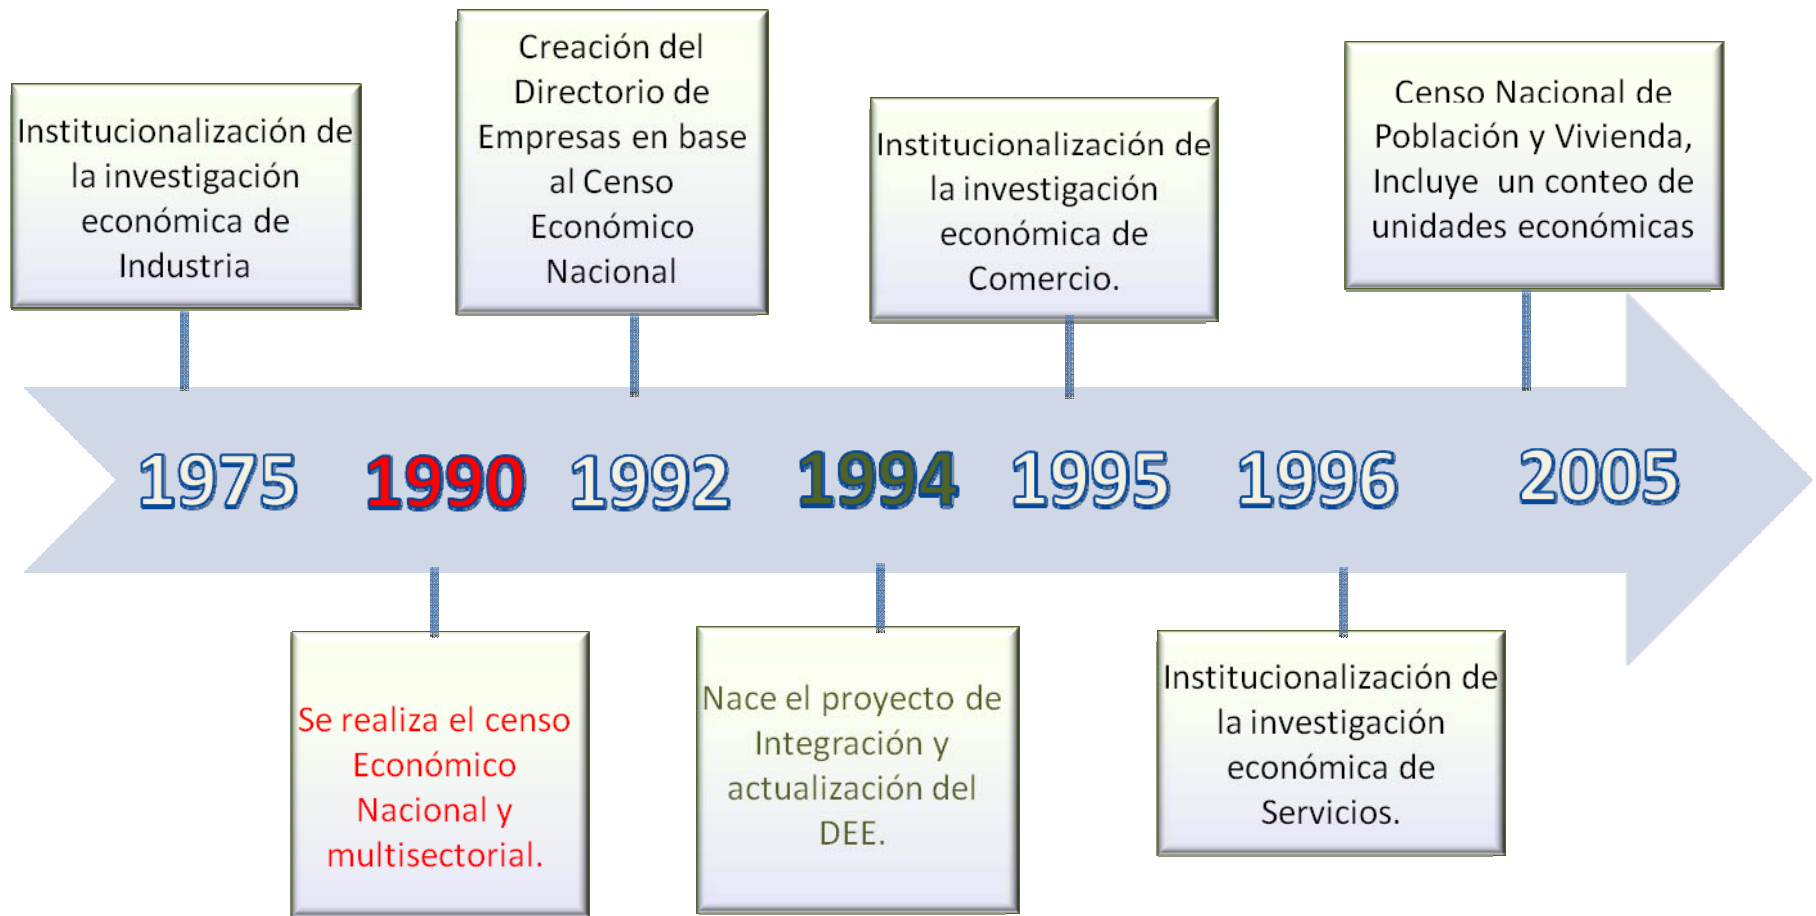 Institucionalización de
la investigación
económica de
Industria
Creación del
Directorio de
Empresas en base
al Censo
Económico
Nacional
Institucionalización de
la investigación
económica de
Comercio.
Censo Nacional de
Población y Vivienda,
Incluye un conteo de
unidades económicas
1975 1990 1992 1994 1995 1996 2005
Se realiza el censo
Económico
Nacional y
multisectorial.
Nace el proyecto de
Integración y
actualización del
DEE.
Institucionalización de
la investigación
económica de
Servicios.